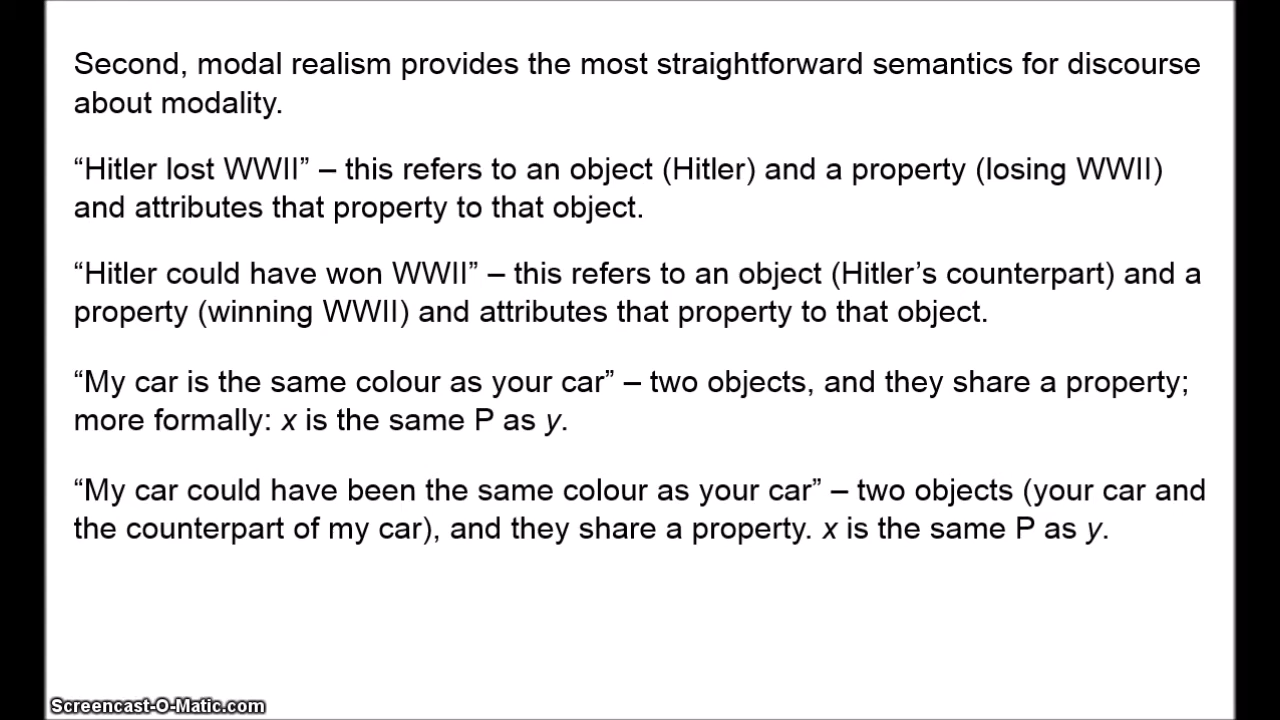 Second, modal realism provides the most straightforward semantics for discourse
about modality.
“Hitler lost WWII” – this refers to an object (Hitler) and a property (losing WWII)
and attributes that property to that object.
“Hitler could have won WWII” – this refers to an object (Hitler’s counterpart) and a
property (winning WWII) and attributes that property to that object.
“My car is the same colour as your car” – two objects, and they share a property;
more formally: x is the same P as y.
“My car could have been the same colour as your car” – two objects (your car and
the counterpart of my car), and they share a property. x is the same P as y.
Screencast-O-Matic.com